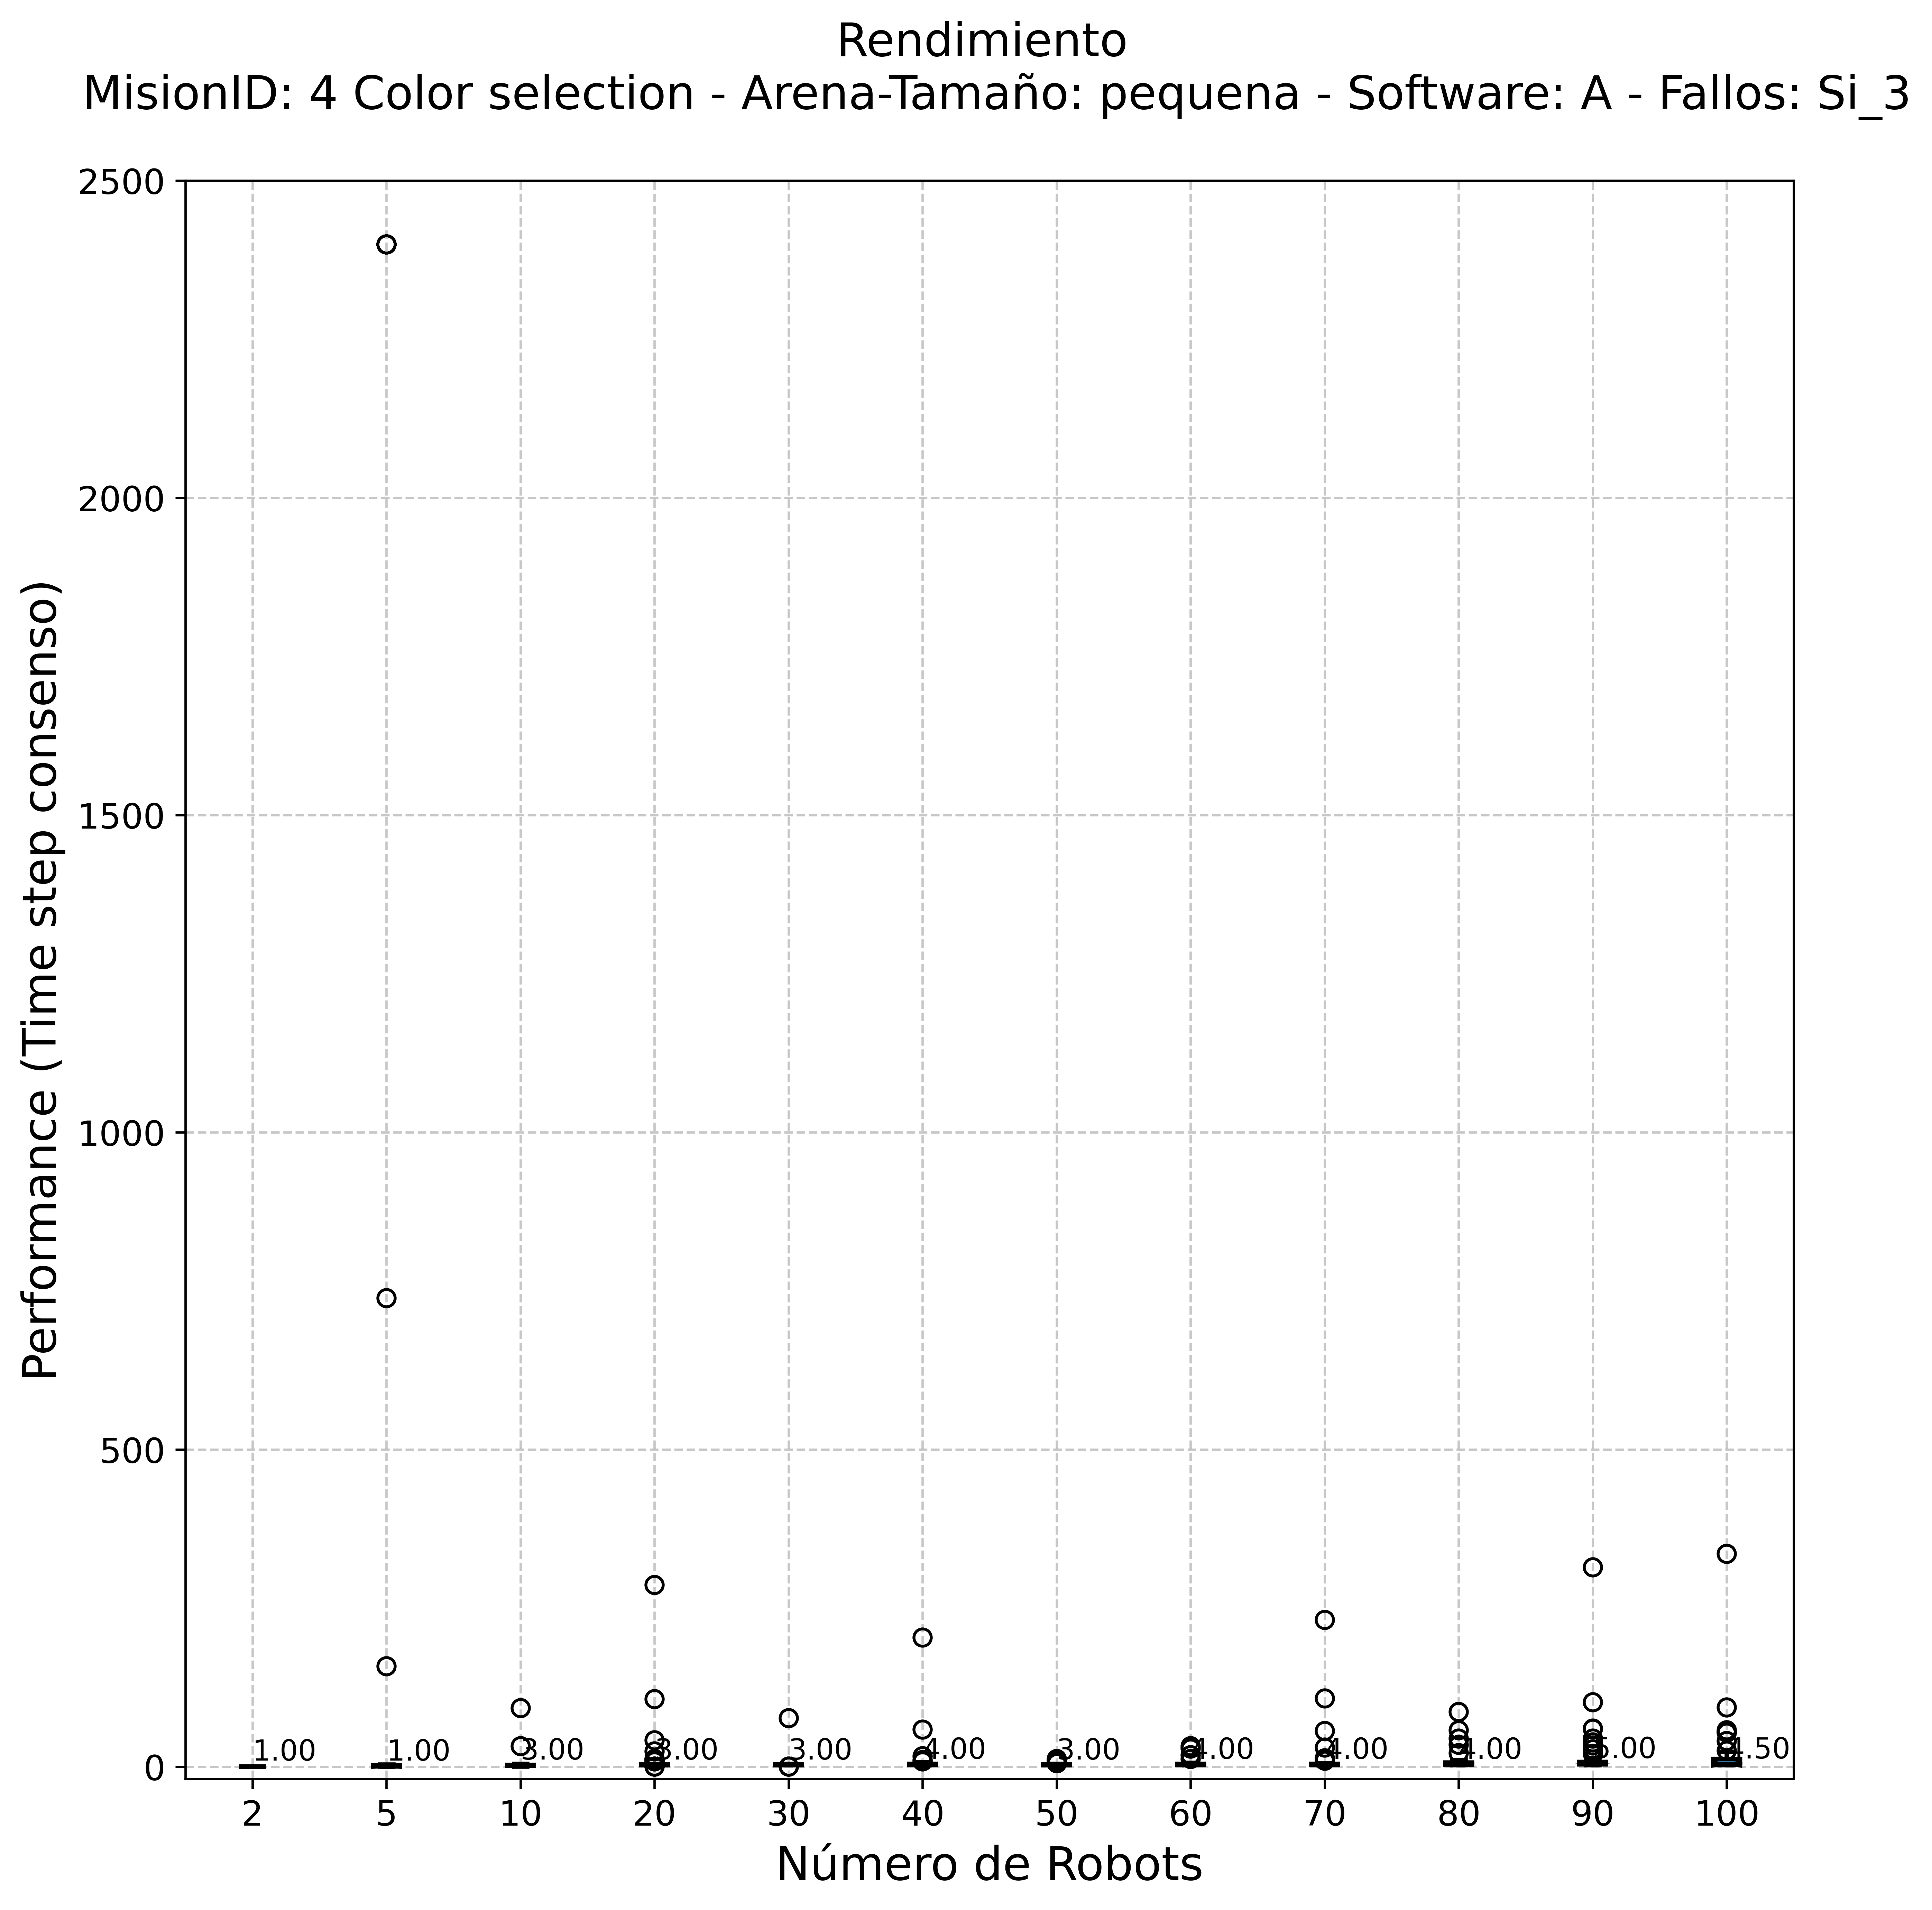 Rendimiento
MisionID: 4 Color selection - Arena-Tamaño: pequena - Software: A - Fallos: Si_3
2500
2000
1500
1000
500
0
Performance (Time step consenso)
1.00 1.00 3.00 3.00 3.00 4.00 3.00 4.00 4.00 4.00 5.00 4.50
2 5 10 20 30 40 50 60 70 80 90 100
Número de Robots